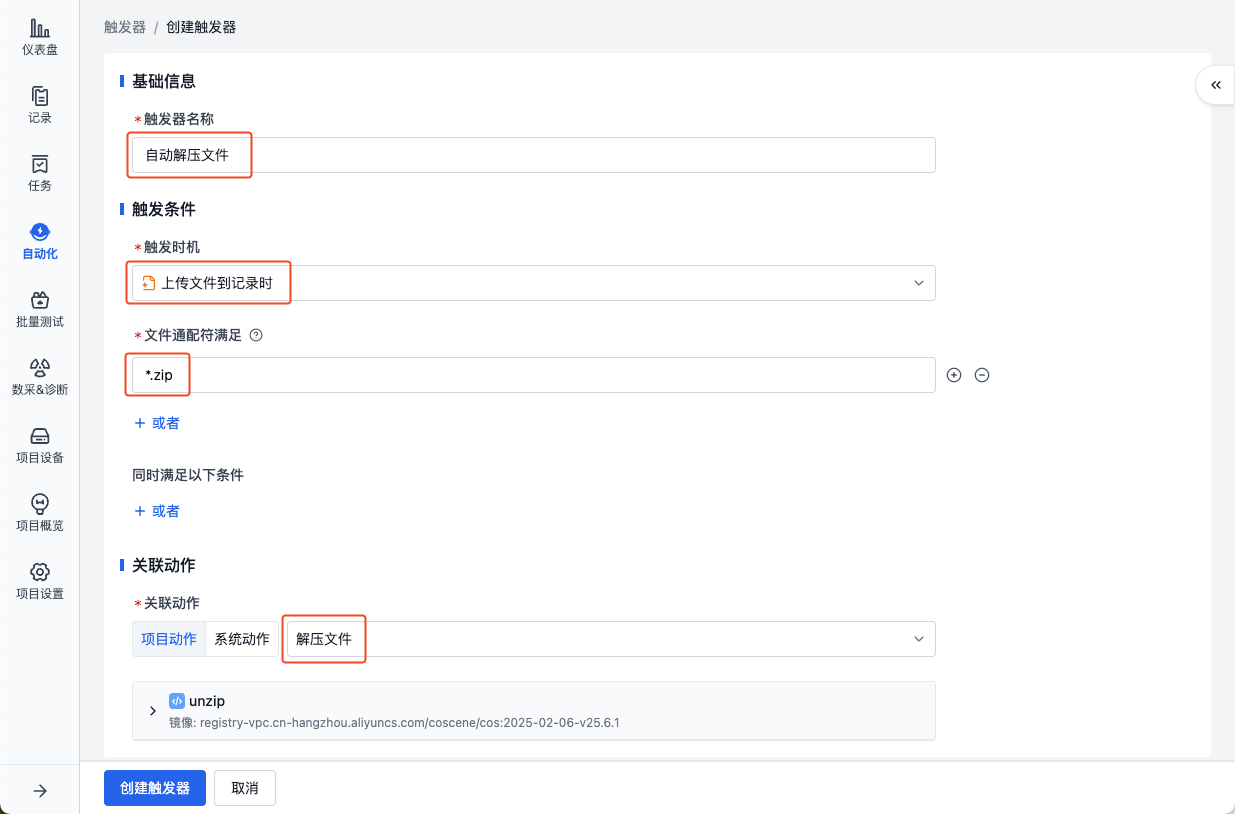 仪表盘
记录
任务
自动化
批量测试
数采&诊断
项目设备
项目概览
项目设置
触发器 / 创建触发器
基础信息
*触发器名称
自动解压文件
触发条件
*触发时机
上传文件到记录时
*文件通配符满足
*.zip
+ 或者
同时满足以下条件
+ 或者
关联动作
*关联动作
项目动作 系统动作 解压文件
unzip
镜像: registry-vpc.cn-hangzhou.aliyuncs.com/coscene/cos:2025-02-06-v25.6.1
创建触发器 取消